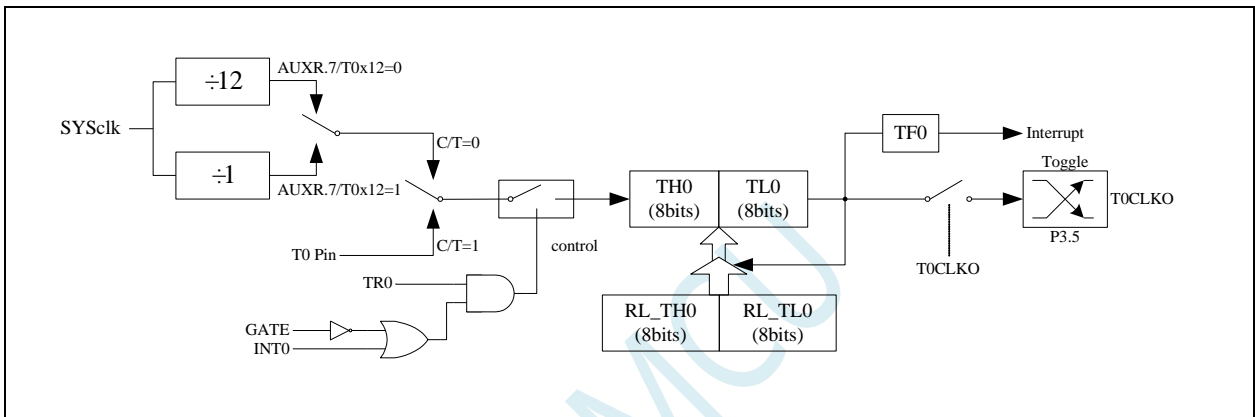 ÷12
AUXR.7/T0x12=0
SYSclk
÷1
AUXR.7/T0x12=1
C/T=0
T0 Pin
C/T=1
control
TR0
GATE
INT0
TH0
(8bits)
TL0
(8bits)
RL_TH0
(8bits)
RL_TL0
(8bits)
TF0
Interrupt
Toggle
T0CLKO
P3.5
T0CLKO
MCU